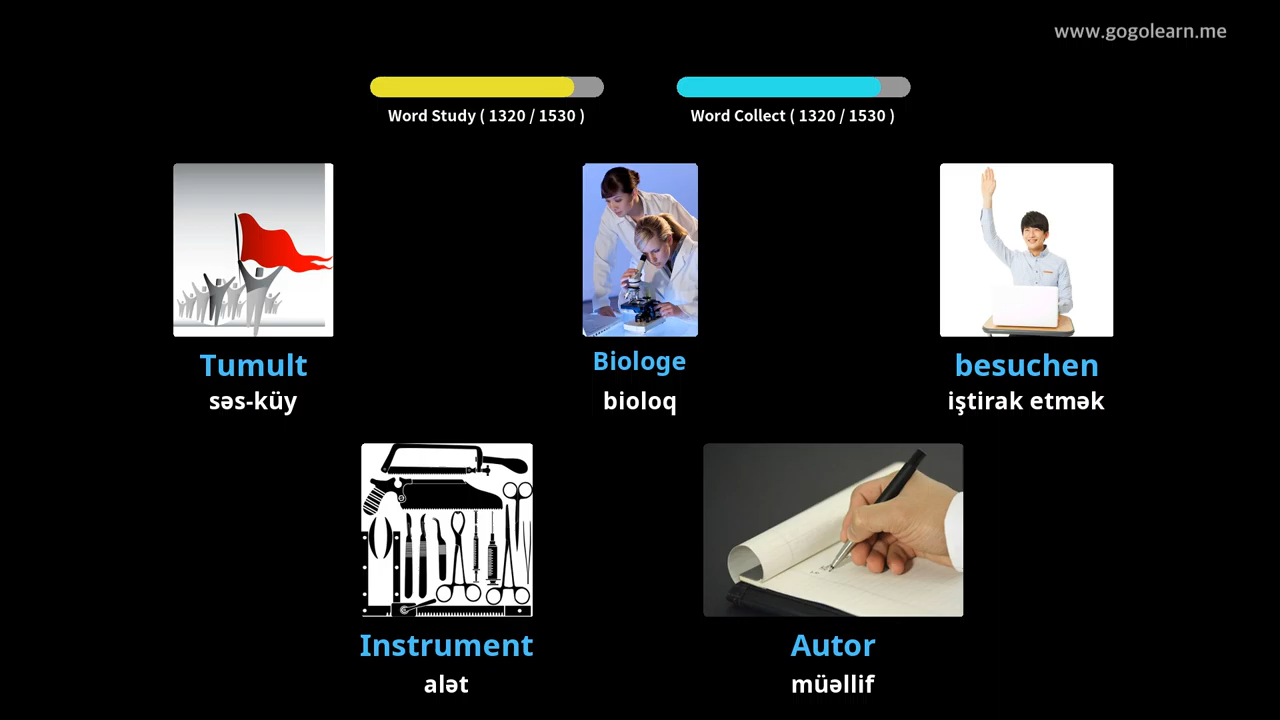 www.gogolearn.me
Word Study ( 1320 / 1530 )
Word Collect ( 1320 / 1530 )
Tumult
səs-küy
Biologe
bioloq
besuchen
iştirak etmək
Instrument
alət
Autor
müəllif